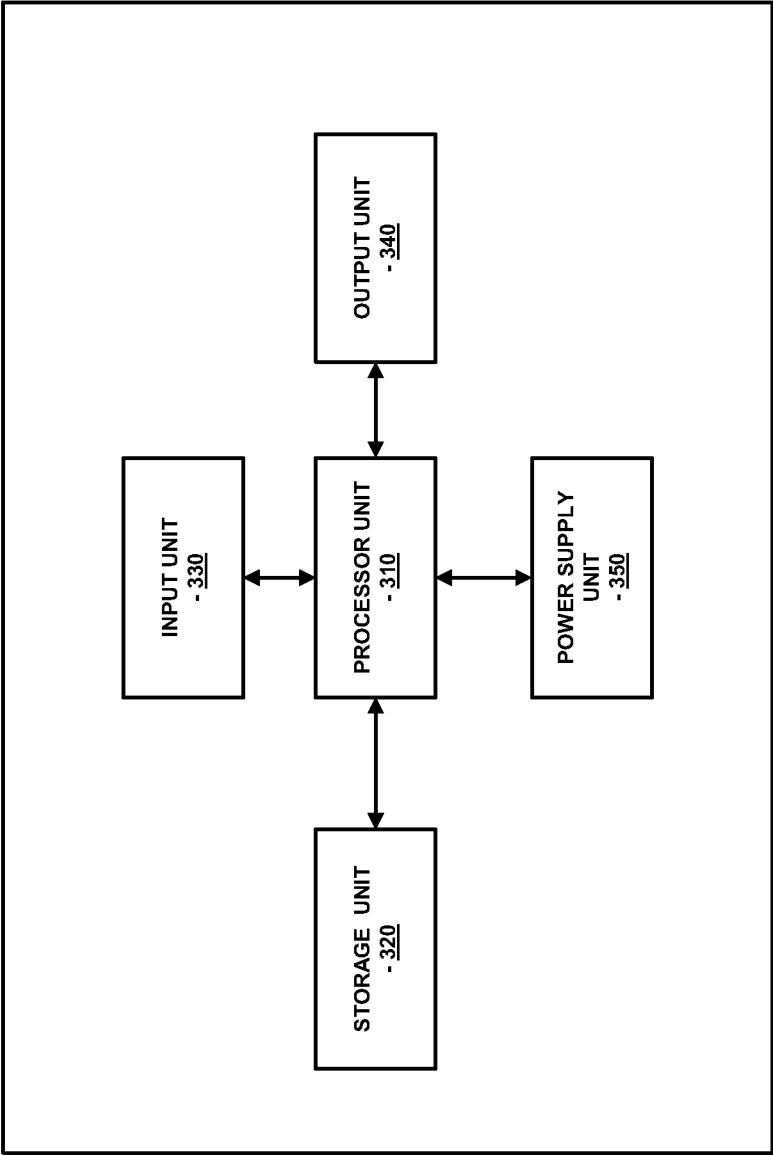 INPUT UNIT
- 330
STORAGE UNIT
- 320
PROCESSOR UNIT
- 310
OUTPUT UNIT
- 340
POWER SUPPLY
UNIT
- 350